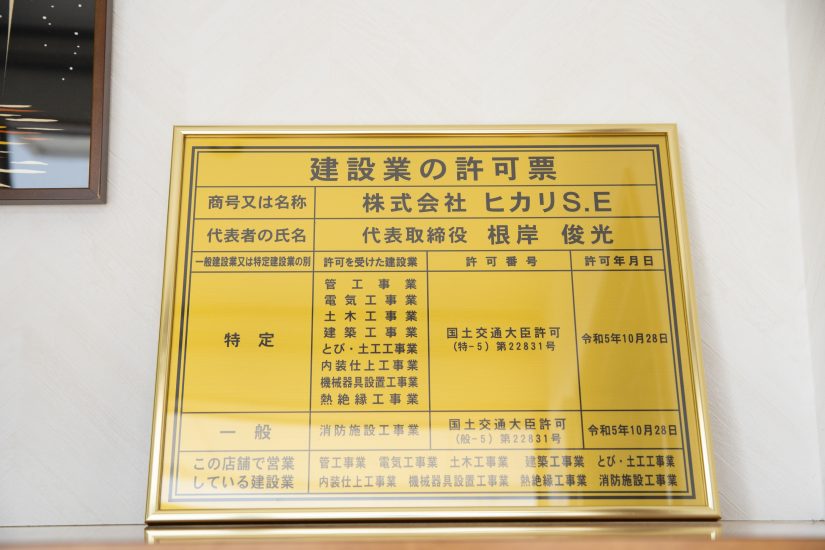 建設業の許可票
商号又は名称 株式会社 ヒカリS.E
代表者の氏名 代表取締役 根岸 俊光
一般建設業又は特定建設業の別 許可を受けた建設業 許可番号 許可年月日
特定
管工事業
電気工事業
土木工事業
建築工事業
とび・土工工事業
内装仕上工事業
機械器具設置工事業
熱絶縁工事業
国土交通大臣許可
(特-5) 第22831号
令和5年10月28日
一般 消防施設工事業
国土交通大臣許可
(般-5) 第22831号
令和5年10月28日
この店舗で営業
している建設業
管工事業 電気工事業 土木工事業 建築工事業 とび・土工工事業
内装仕上工事業 機械器具設置工事業 熱絶縁工事業 消防施設工事業